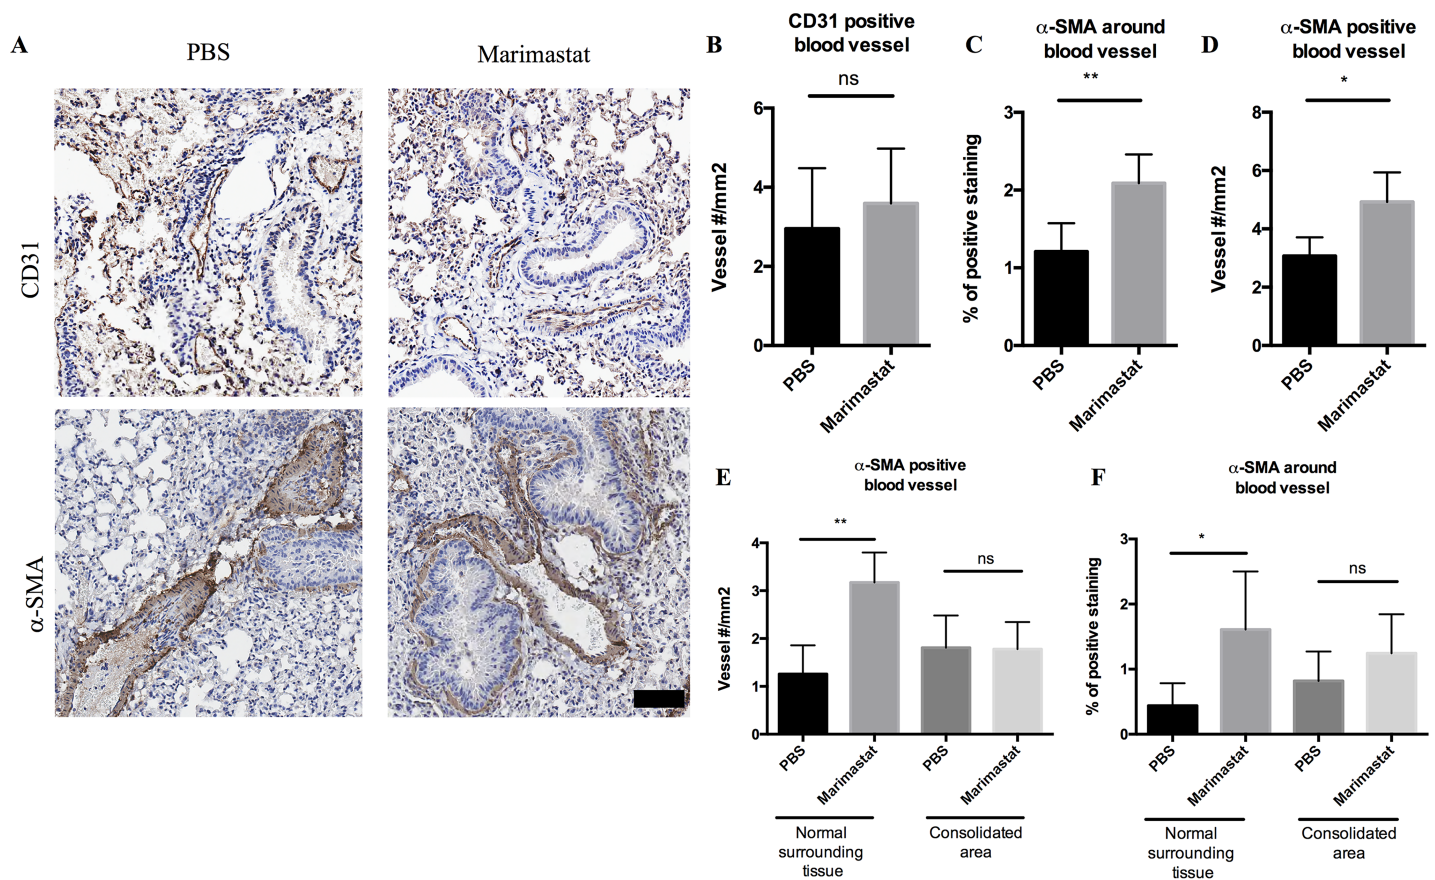 A
PBS
Marimastat
CD31
α-SMA
B
CD31 positive
blood vessel
ns
Vessel #/mm2
6
4
2
0
PBS
Marimastat
C
α-SMA around
blood vessel
**
% of positive staining
3
2
1
0
PBS
Marimastat
D
α-SMA positive
blood vessel
*
Vessel #/mm2
8
6
4
2
0
PBS
Marimastat
E
α-SMA positive
blood vessel
**
ns
Vessel #/mm2
4
3
2
1
0
PBS
Marimastat
PBS
Marimastat
Normal
surrounding
tissue
Consolidated
area
F
α-SMA around
blood vessel
*
ns
% of positive staining
3
2
1
0
PBS
Marimastat
PBS
Marimastat
Normal
surrounding
tissue
Consolidated
area